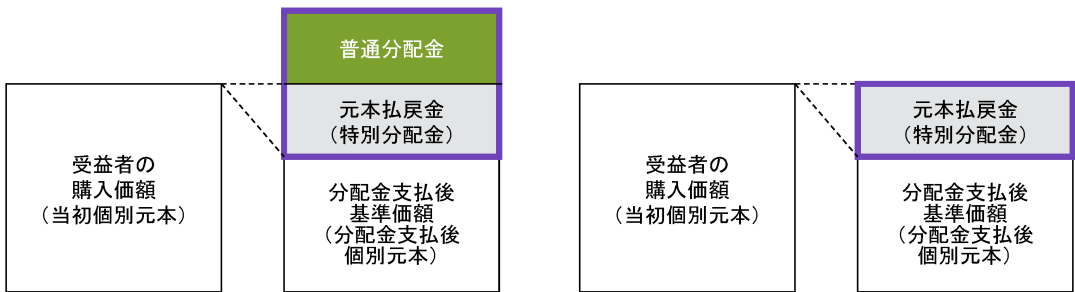 普通分配金
元本払戻金
（特別分配金）
受益者の
購入価額
（当初個別元本）
分配金支払後
基準価額
（分配金支払後
個別元本）
元本払戻金
（特別分配金）
受益者の
購入価額
（当初個別元本）
分配金支払後
基準価額
（分配金支払後
個別元本）